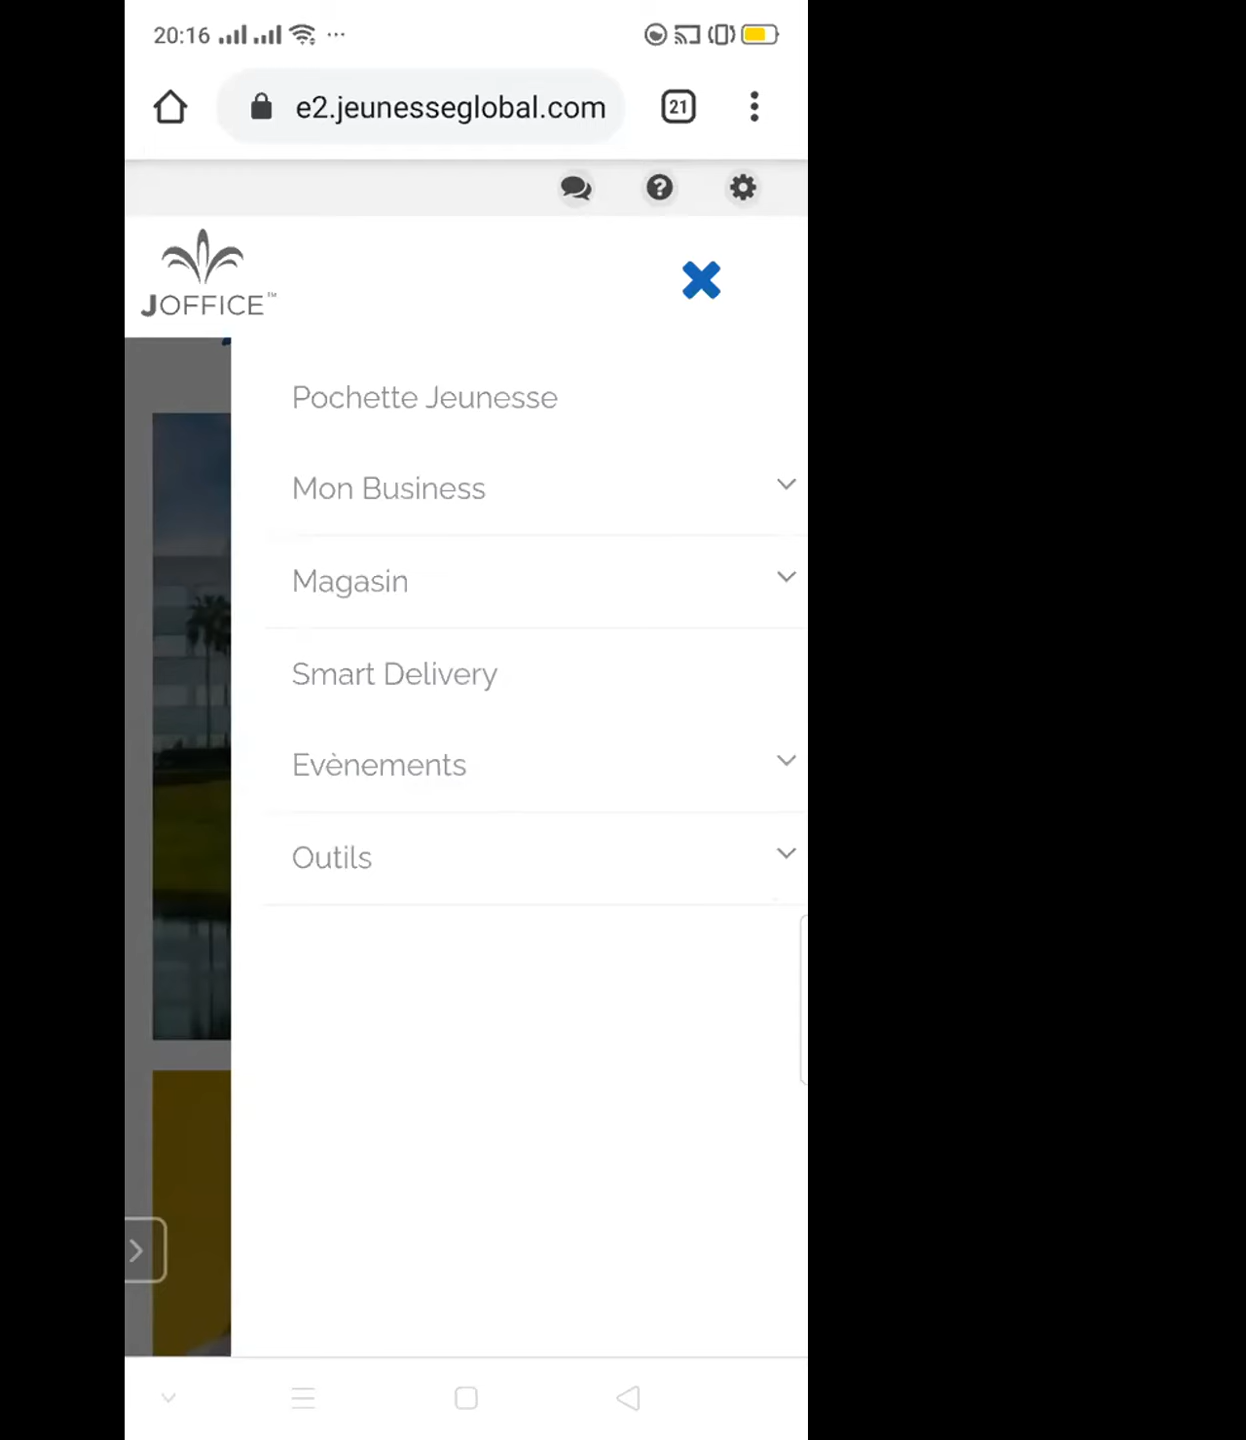 20:16
e2.jeunesseglobal.com
21
JOFFICE™
Pochette Jeunesse
Mon Business
Magasin
Smart Delivery
Evènements
Outils